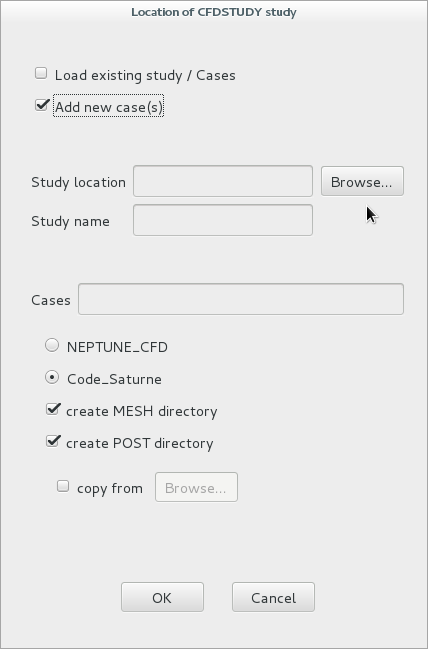 Location of CFDSTUDY study
Load existing study / Cases
Add new case(s)
Study location Browse...
Study name
Cases
NEPTUNE_CFD
Code_Saturne
create MESH directory
create POST directory
copy from Browse...
OK Cancel